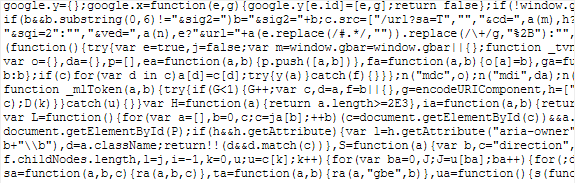 google.y={};google.x=function(e,g){google.y[e.id]=[e,g];return false};if(!window.g
if(b&&b.substring(0,6)!="&sig2=")b="&sig2="+b;c.src=["/url?sa=T","","&cd=",a(m),h?
"&sqi=2":"","&ved=",a(n),e?"&url="+a(e.replace(/#.*/,"")).replace(/\+/g,"%2B"):"",
(function(){try{var e=true,j=false;var m=window.gbar=window.gbar||{};function _tvn
var o={},da={},p=[],ea=function(a,b){p.push([a,b])},fa=function(a,b){o[a]=b},ga=fu
b:b};if(c)for(var d in c)a[d]=c[d];try{y(a)}catch(f){}}};n("mdc",o);n("mdi",da);n(
function _mlToken(a,b){try{if(G<1){G++;var c,d=a,f=b||{},g=encodeURIComponent,h=["
c);D(k)}}catch(u){}}var H=function(a){return a.length>=2E3},ia=function(a,b){retur
var L=function(){for(var a=[],b=0,c;c=ja[b];++b)(c=document.getElementById(c))&&a.
document.getElementById(P);if(h&&h.getAttribute){var l=h.getAttribute("aria-owner"
b+"\\b"),d=a.className;return!!(d&&d.match(c))},S=function(a){var b,c="direction",
f.childNodes.length,l=j,i=-1,k=0,u;u=c[k];k++){for(var ba=0,J;J=u[ba];ba++){for(;d
sa=function(a,b,c){ra(a,b,c)},ta=function(a,b){ra(a,"gbe",b)},ua=function(){s(func